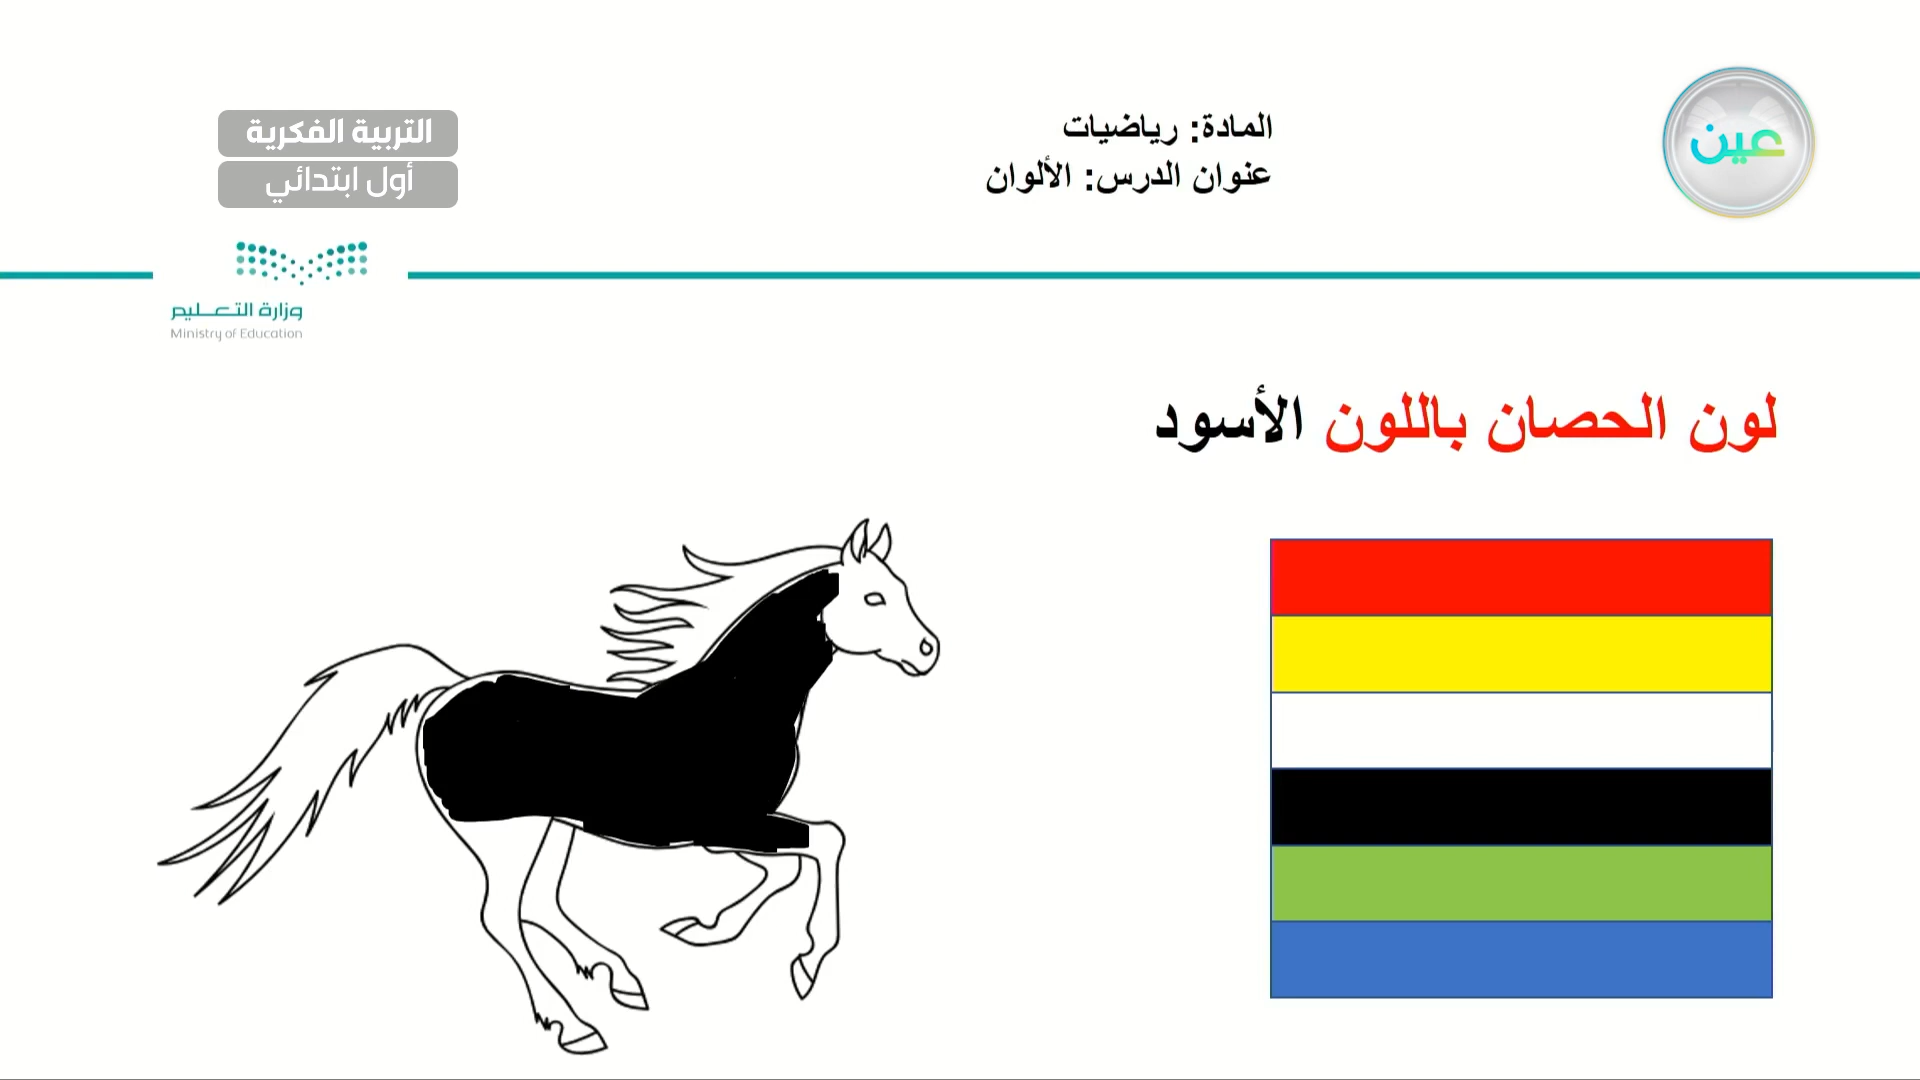 عين
المادة: رياضيات
عنوان الدرس: الألوان
التربية الفكرية
أول ابتدائي
وزارة التعليم
Ministry of Education
لون الحصان باللون الأسود